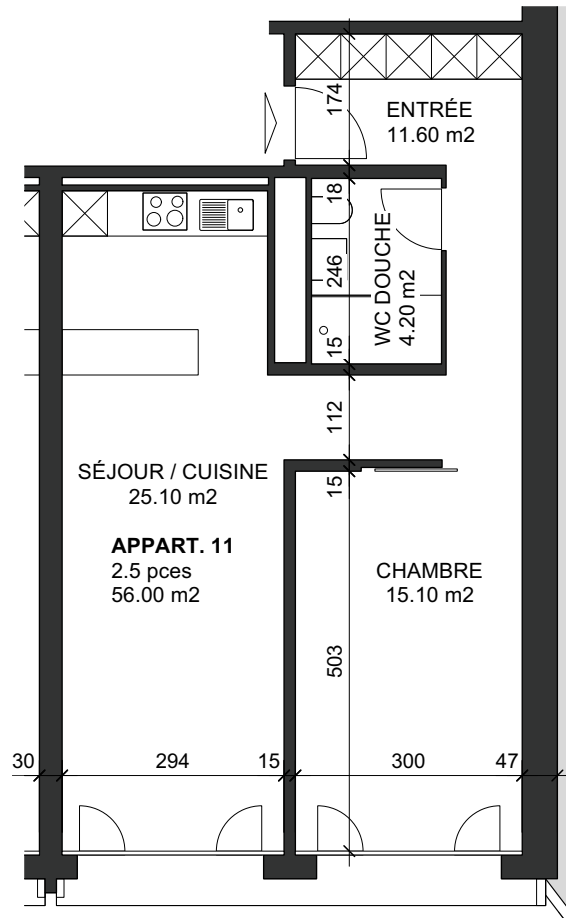 174
ENTRÉE
11.60 m2
18
246
15
WC DOUCHE
4.20 m2
112
SÉJOUR / CUISINE
25.10 m2
15
APPART. 11
2.5 pces
56.00 m2
CHAMBRE
15.10 m2
503
30
294
15
300
47